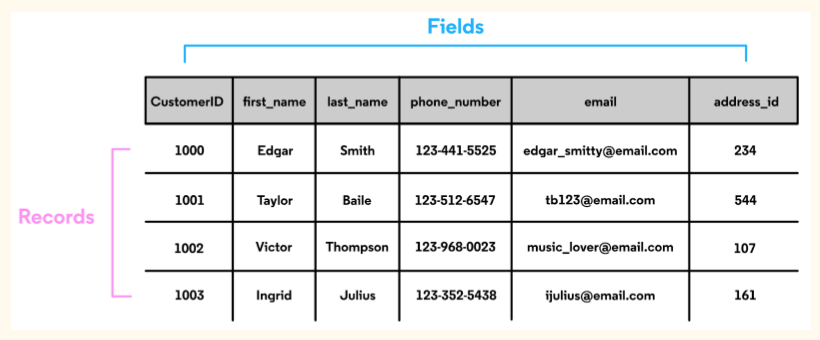 Fields
CustomerID first_name last_name phone_number email address_id
1000 Edgar Smith 123-441-5525 edgar_smitty@email.com 234
1001 Taylor Baile 123-512-6547 tb123@email.com 544
Records
1002 Victor Thompson 123-968-0023 music_lover@email.com 107
1003 Ingrid Julius 123-352-5438 ijulius@email.com 161